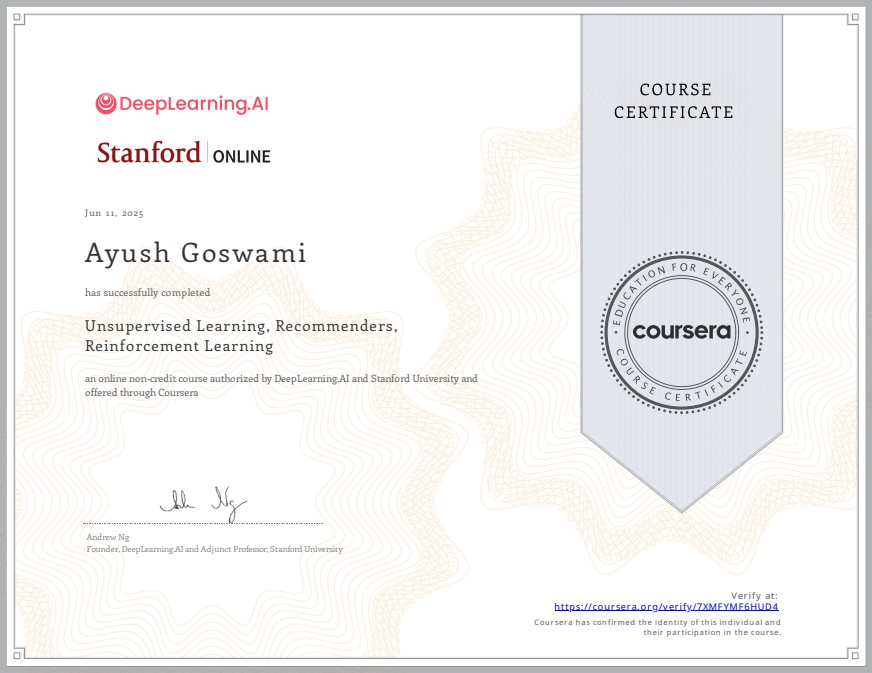 DeepLearning.AI
Stanford ONLINE
Jun 11, 2025
Ayush Goswami
has successfully completed
Unsupervised Learning, Recommenders,
Reinforcement Learning
an online non-credit course authorized by DeepLearning.AI and Stanford University and
offered through Coursera
Andrew Ng
Founder, DeepLearning.AI and Adjunct Professor, Stanford University
COURSE
CERTIFICATE
EDUCATION FOR EVERYONE
coursera
COURSE CERTIFICATE
Verify at:
https://coursera.org/verify/7XMFYMF6HUD4
Coursera has confirmed the identity of this individual and
their participation in the course.